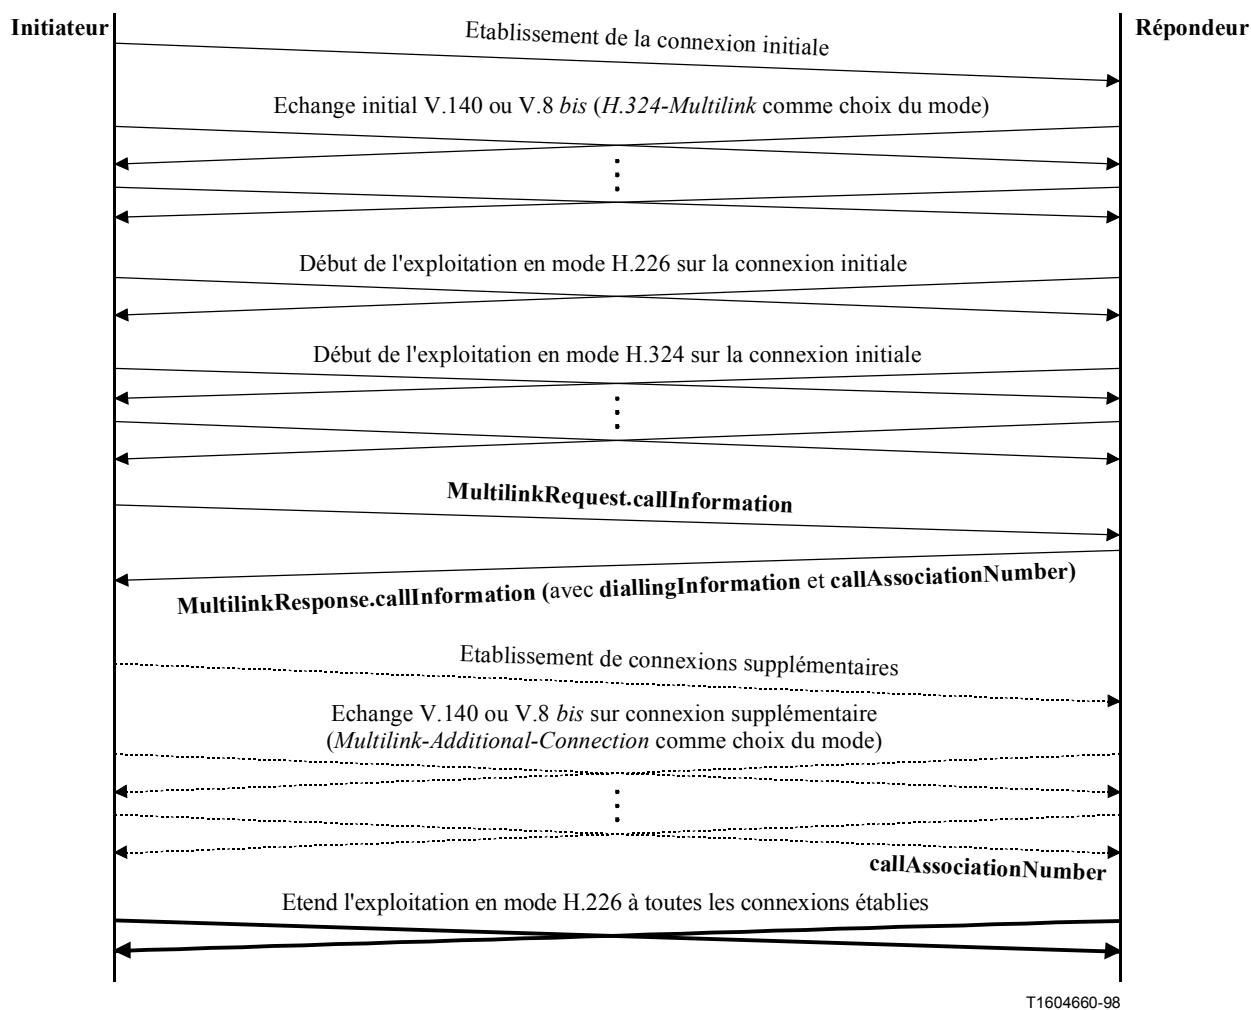 Initiateur
Répondeur
Etablissement de la connexion initiale
Echange initial V.140 ou V.8 bis (H.324-Multilink comme choix du mode)
Début de l'exploitation en mode H.226 sur la connexion initiale
Début de l'exploitation en mode H.324 sur la connexion initiale
MultilinkRequest.callInformation
MultilinkResponse.callInformation (avec diallingInformation et callAssociationNumber)
Etablissement de connexions supplémentaires
Echange V.140 ou V.8 bis sur connexion supplémentaire
(Multilink-Additional-Connection comme choix du mode)
callAssociationNumber
Etend l'exploitation en mode H.226 à toutes les connexions établies
T1604660-98